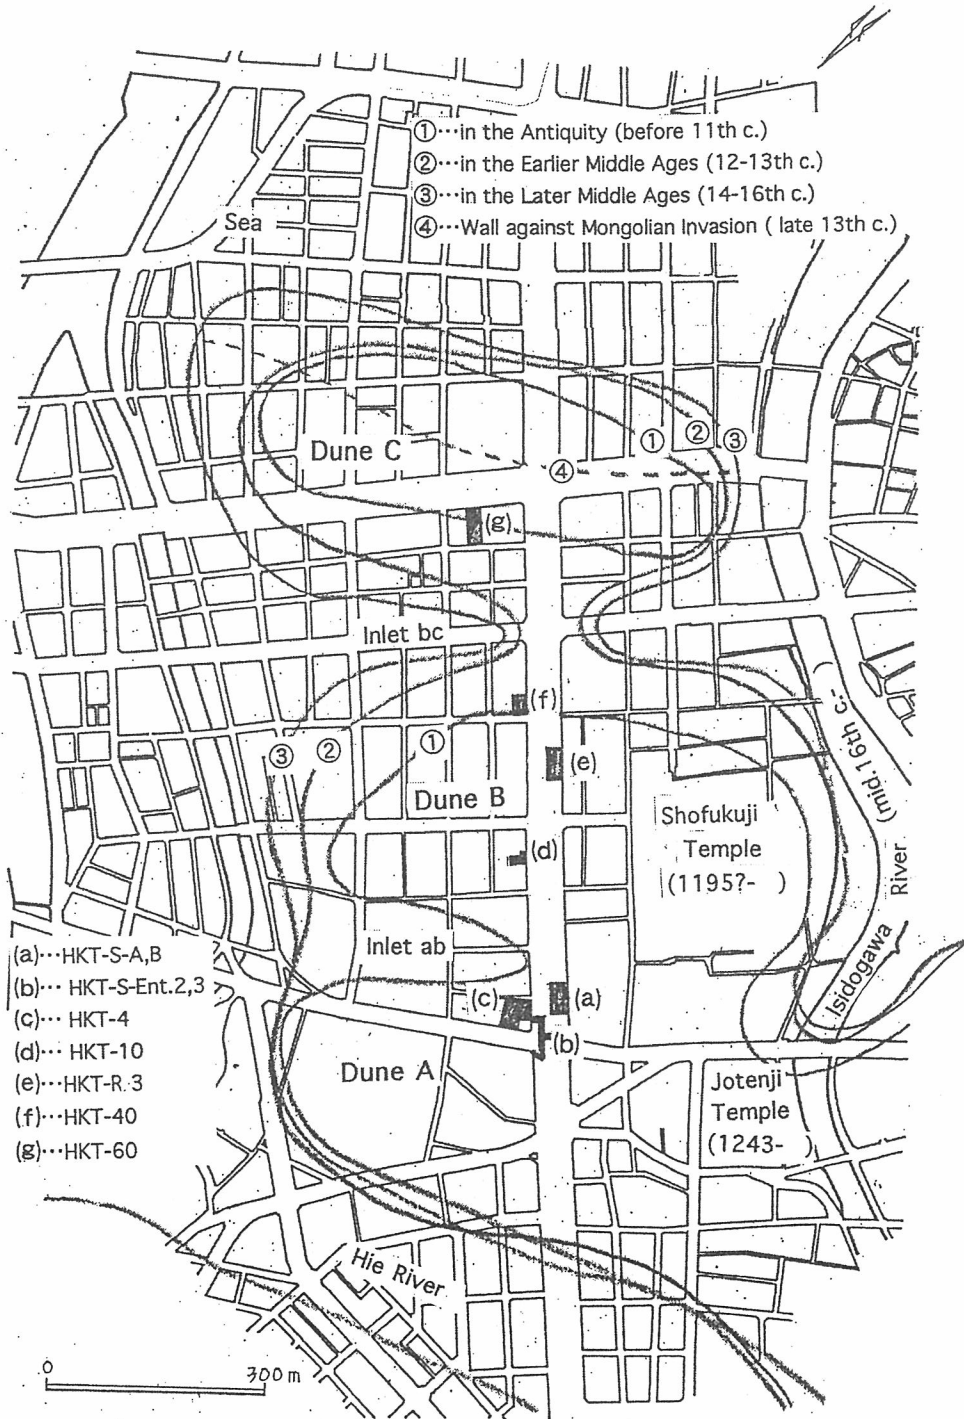 ①···in the Antiquity (before 11th c.)
②···in the Earlier Middle Ages (12-13th c.)
③···in the Later Middle Ages (14-16th c.)
④···Wall against Mongolian Invasion ( late 13th c.)
Sea
Dune C
① ② ③
④
(g)
Inlet bc
(f)
③ ② ①
(e)
Dune B
(d)
Shofukuji
Temple
(1195?- )
Isidogawa River (mid. 16th c.-
Inlet ab
(c) (a)
(b)
Dune A
Jotenji
Temple
(1243- )
Hie River
(a)···HKT-S-A,B
(b)··· HKT-S-Ent.2,3
(c)··· HKT-4
(d)··· HKT-10
(e)···HKT-R.3
(f)···HKT-40
(g)···HKT-60
0 300 m